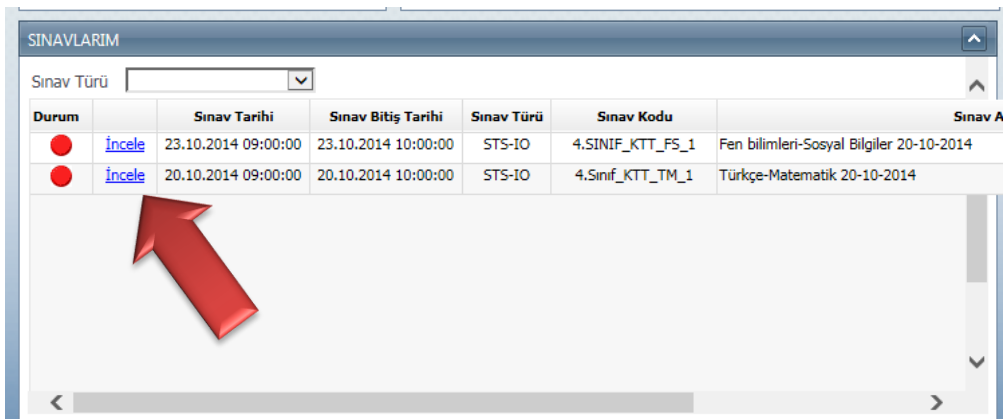 SINAVLARIM
Sınav Türü
Durum Sınav Tarihi Sınav Bitiş Tarihi Sınav Türü Sınav Kodu Sınav A
İncele 23.10.2014 09:00:00 23.10.2014 10:00:00 STS-IO 4.SINIF_KTT_FS_1 Fen bilimleri-Sosyal Bilgiler 20-10-2014
İncele 20.10.2014 09:00:00 20.10.2014 10:00:00 STS-IO 4.Sınıf_KTT_TM_1 Türkçe-Matematik 20-10-2014